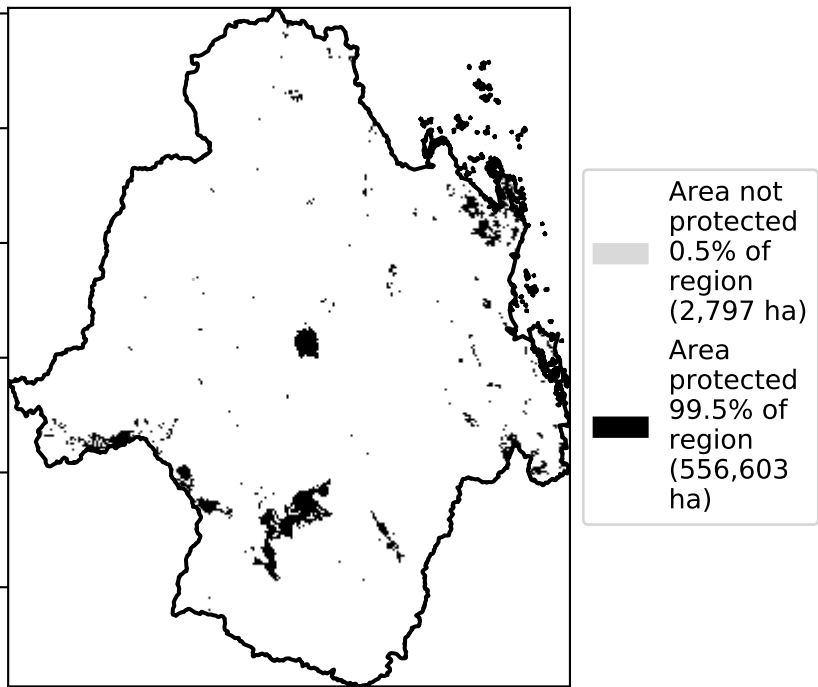 Area not
protected
0.5% of
region
(2,797 ha)
Area
protected
99.5% of
region
(556,603
ha)